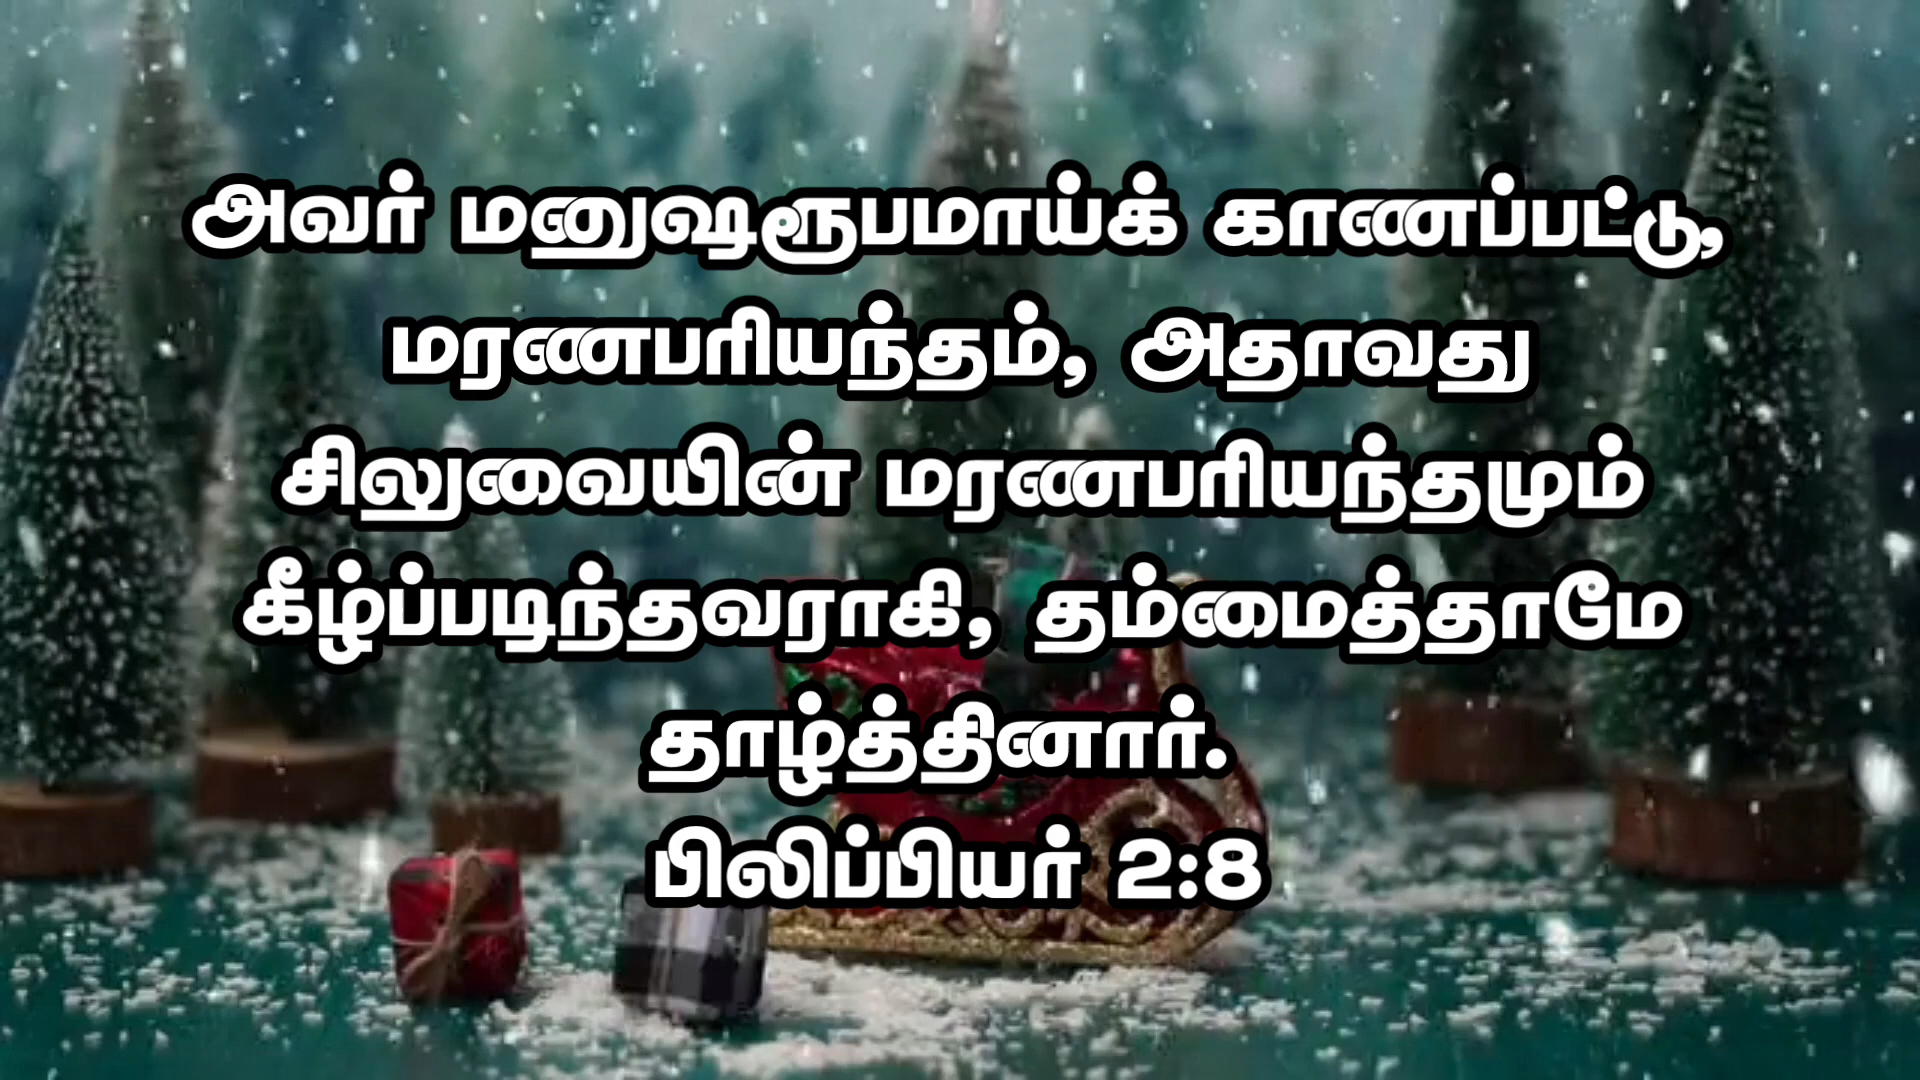 அவர் மனுஷரூபமாய்க் காணப்பட்டு,
மரணபரியந்தம், அதாவது
சிலுவையின் மரணபரியந்தமும்
கீழ்ப்படிந்தவராகி, தம்மைத்தாமே
தாழ்த்தினார்.
பிலிப்பியர் 2:8